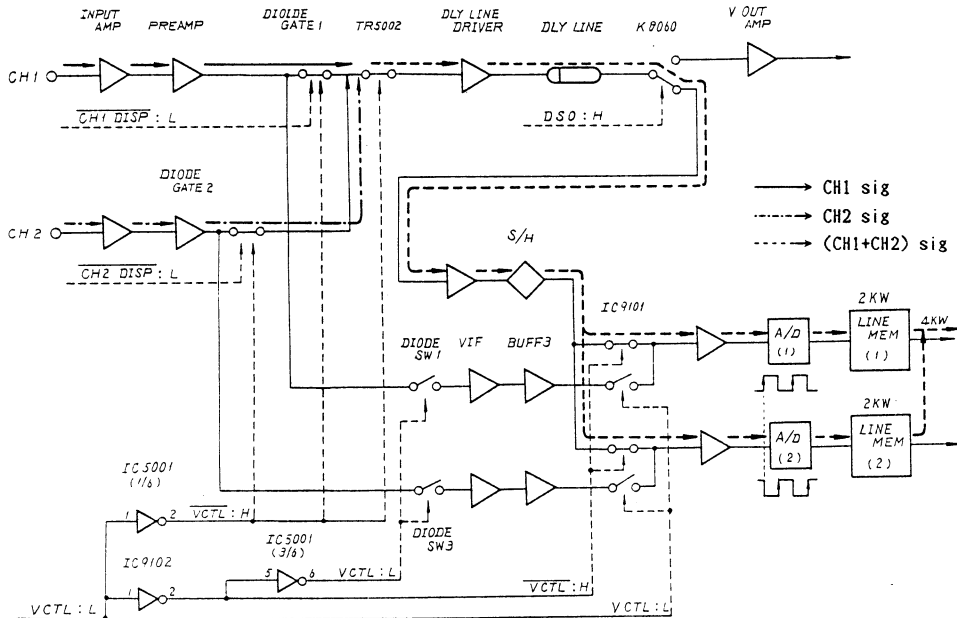 INPUT AMP
PREAMP
DIOLDE GATE 1
TR5002
DLY LINE DRIVER
DLY LINE
K8060
V OUT AMP
CH1
CH1 DISP : L
DSO : H
DIODE GATE 2
CH2
CH2 DISP : L
S/H
CH1 sig
CH2 sig
(CH1+CH2) sig
IC9101
2KW
A/D (1)
LINE MEM (1)
4KW
DIODE SW1
VIF
BUFF3
2KW
A/D (2)
LINE MEM (2)
DIODE SW3
IC5001 (1/6)
1
2
VCTL : H
IC5001 (3/6)
5
6
VCTL : L
IC9102
1
2
VCTL : H
VCTL : L
VCTL : L